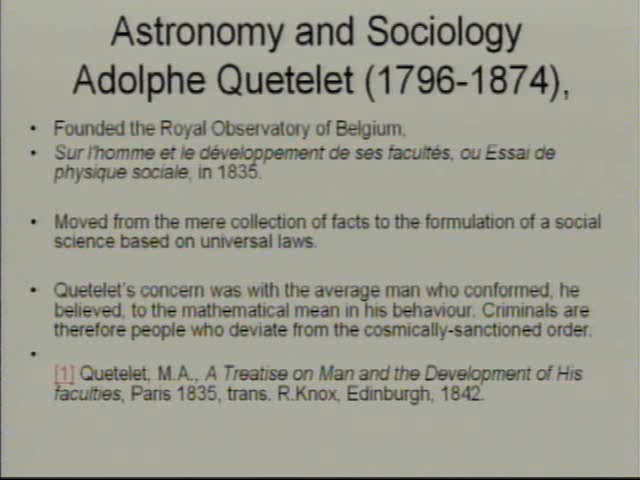 Astronomy and Sociology
Adolphe Quetelet (1796-1874),
• Founded the Royal Observatory of Belgium,
• Sur l'homme et le développement de ses facultés, ou Essai de
physique sociale, in 1835.
• Moved from the mere collection of facts to the formulation of a social
science based on universal laws.
• Quetelet's concern was with the average man who conformed, he
believed, to the mathematical mean in his behaviour. Criminals are
therefore people who deviate from the cosmically-sanctioned order.
•
[1] Quetelet, M.A., A Treatise on Man and the Development of His
faculties, Paris 1835, trans. R.Knox, Edinburgh, 1842.